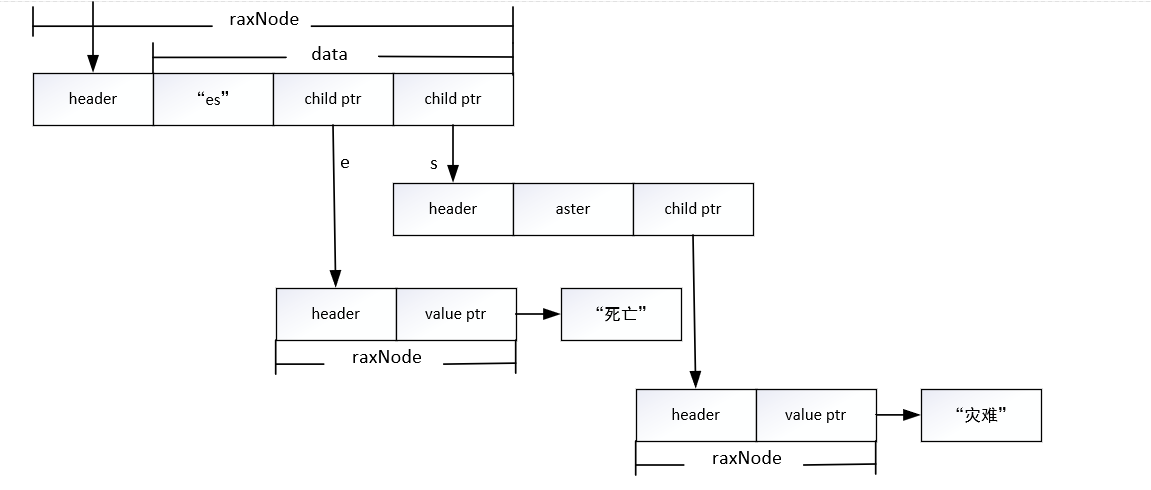 raxNode
data
header “es” child ptr child ptr
e s
header aster child ptr
header value ptr “死亡”
raxNode
header value ptr “灾难”
raxNode